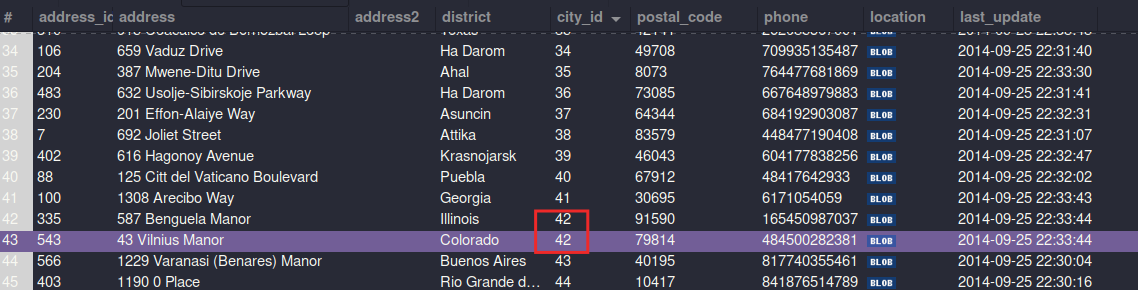 # address_id address address2 district city_id postal_code phone location last_update
34 106 659 Vaduz Drive Ha Darom 34 49708 709935135487 BLOB 2014-09-25 22:31:40
35 204 387 Mwene-Ditu Drive Ahal 35 8073 764477681869 BLOB 2014-09-25 22:33:30
36 483 632 Usolje-Sibirskoje Parkway Ha Darom 36 73085 667648979883 BLOB 2014-09-25 22:31:41
37 230 201 Effon-Alaiye Way Asuncin 37 64344 684192903087 BLOB 2014-09-25 22:32:31
38 7 692 Joliet Street Attika 38 83579 448477190408 BLOB 2014-09-25 22:31:07
39 402 616 Hagonoy Avenue Krasnojarsk 39 46043 604177838256 BLOB 2014-09-25 22:32:47
40 88 125 Citt del Vaticano Boulevard Puebla 40 67912 48417642933 BLOB 2014-09-25 22:32:02
41 100 1308 Arecibo Way Georgia 41 30695 6171054059 BLOB 2014-09-25 22:33:43
42 335 587 Benguela Manor Illinois 42 91590 165450987037 BLOB 2014-09-25 22:33:44
43 543 43 Vilnius Manor Colorado 42 79814 484500282381 BLOB 2014-09-25 22:33:44
44 566 1229 Varanasi (Benares) Manor Buenos Aires 43 40195 817740355461 BLOB 2014-09-25 22:30:04
45 403 1190 0 Place Rio Grande d... 44 10417 841876514789 BLOB 2014-09-25 22:30:16